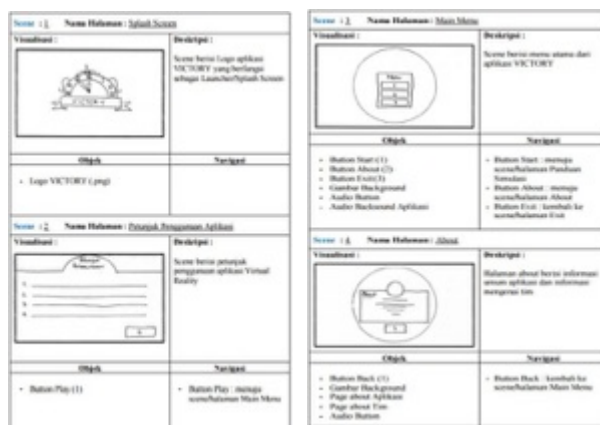 Scene : 1 Nama Halaman : Splash Screen
Visualisasi :
Deskripsi :
Scene berisi Logo aplikasi
VICTORY yang berfungsi
sebagai Launcher/Splash Screen
VICTORY
Objek
Navigasi
- Logo VICTORY (.png)
Scene : 2 Nama Halaman : Petunjuk Penggunaan Aplikasi
Visualisasi :
Deskripsi :
Scene berisi petunjuk
penggunaan aplikasi Virtual
Reality
Objek
Navigasi
- Button Play (1)
- Button Play : menuju
scene/halaman Main Menu
Scene : 3 Nama Halaman : Main Menu
Visualisasi :
Deskripsi :
Scene berisi menu utama dari
aplikasi VICTORY
Menu
Objek
Navigasi
- Button Start (1)
- Button About (2)
- Button Exit (3)
- Gambar Background
- Audio Button
- Audio Backsound Aplikasi
- Button Start : menuju
scene/halaman Panduan
Simulasi
- Button About : menuju
scene/halaman About
- Button Exit : kembali ke
scene/halaman Exit
Scene : 4 Nama Halaman : About
Visualisasi :
Deskripsi :
Halaman about berisi informasi
umum aplikasi dan informasi
mengenai tim
Objek
Navigasi
- Button Back (1)
- Gambar Background
- Page about Aplikasi
- Page about Tim
- Audio Button
- Button Back : kembali ke
scene/halaman Main Menu